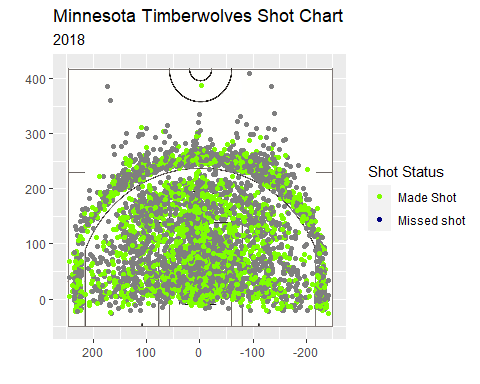 Minnesota Timberwolves Shot Chart
2018
400
300
200
100
0
200 100 0 -100 -200
Shot Status
Made Shot
Missed shot